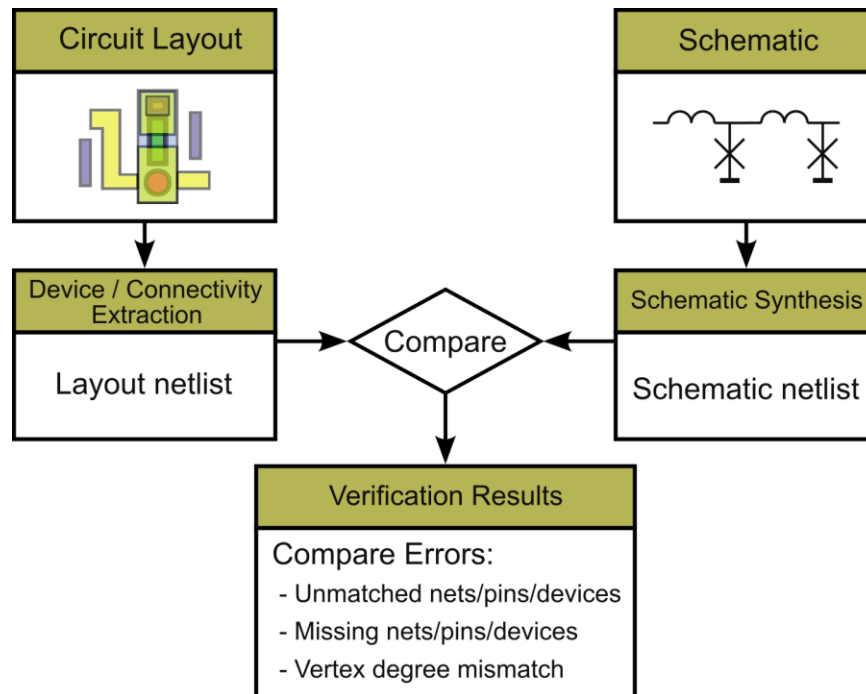 Circuit Layout
Schematic
Device / Connectivity
Extraction
Layout netlist
Compare
Schematic Synthesis
Schematic netlist
Verification Results
Compare Errors:
- Unmatched nets/pins/devices
- Missing nets/pins/devices
- Vertex degree mismatch